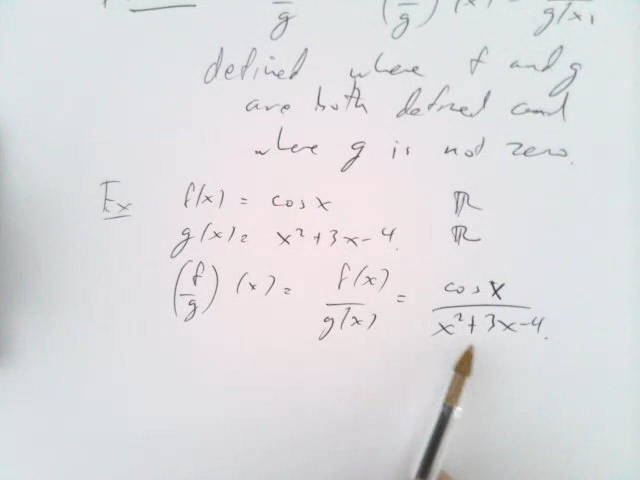 f/g (f/g)(x) = g(x)
defined where f and g
are both defined and
where g is not zero.
Ex f(x) = cos x ℝ
g(x) = x²+3x-4. ℝ
(f/g)(x) = f(x)/g(x) = cos x/x²+3x-4.